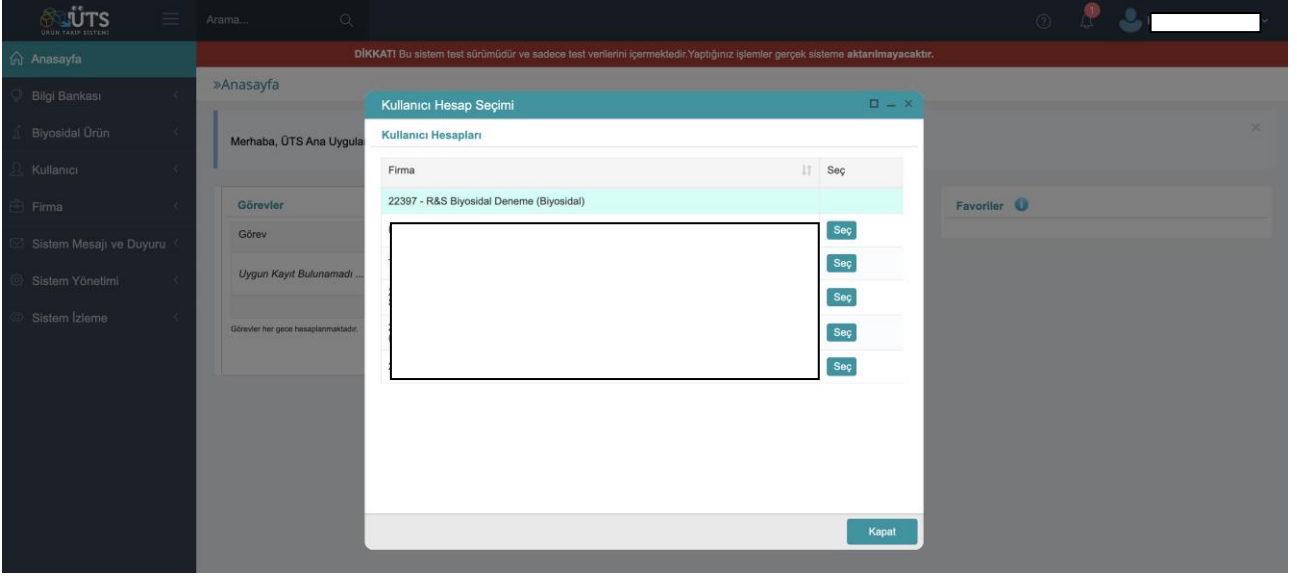 ÜTS
ÜRÜN TAKİP SİSTEMİ
Arama...
1
Anasayfa
DİKKAT! Bu sistem test sürümüdür ve sadece test verilerini içermektedir.Yaptığınız işlemler gerçek sisteme aktarılmayacaktır.
»Anasayfa
Bilgi Bankası
Biyosidal Ürün
Kullanıcı
Firma
Sistem Mesajı ve Duyuru
Sistem Yönetimi
Sistem İzleme
Merhaba, ÜTS Ana Uygula
Görevler
Görev
Uygun Kayıt Bulunamadı ...
Görevler her gece hesaplanmaktadır.
Kullanıcı Hesap Seçimi
Kullanıcı Hesapları
Firma Seç
22397 - R&S Biyosidal Deneme (Biyosidal)
Seç
Seç
Seç
Seç
Seç
Kapat
Favoriler